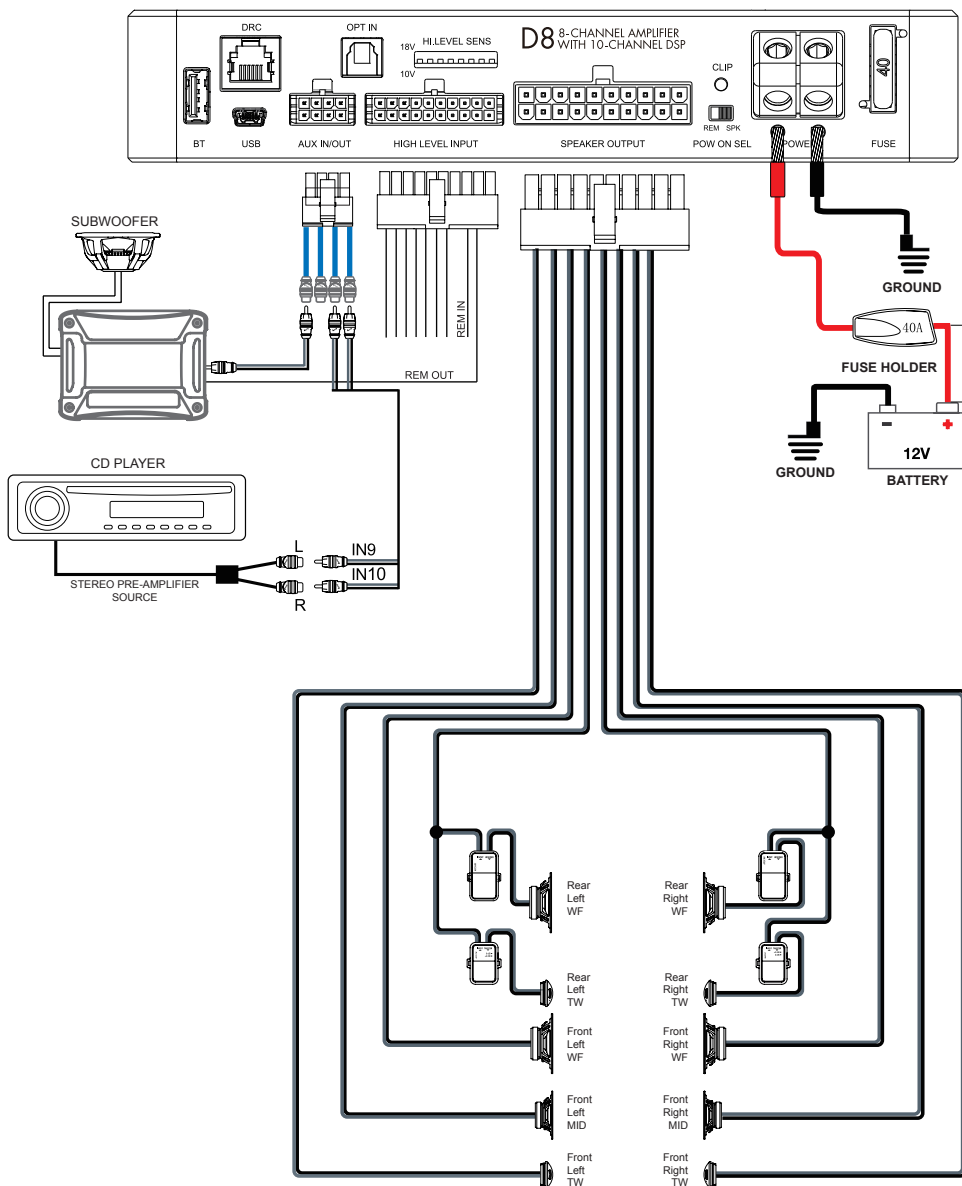 DRC
OPT IN
HI.LEVEL SENS
18V
10V
D8 8-CHANNEL AMPLIFIER
WITH 10-CHANNEL DSP
CLIP
40
REM SPK
BT
USB
AUX IN/OUT
HIGH LEVEL INPUT
SPEAKER OUTPUT
POW ON SEL
POWER
FUSE
SUBWOOFER
REM IN
REM OUT
GROUND
40A
FUSE HOLDER
- +
12V
BATTERY
GROUND
CD PLAYER
L
IN9
IN10
R
STEREO PRE-AMPLIFIER
SOURCE
Rear
Left
WF
Rear
Right
WF
Rear
Left
TW
Rear
Right
TW
Front
Left
WF
Front
Right
WF
Front
Left
MID
Front
Right
MID
Front
Left
TW
Front
Right
TW